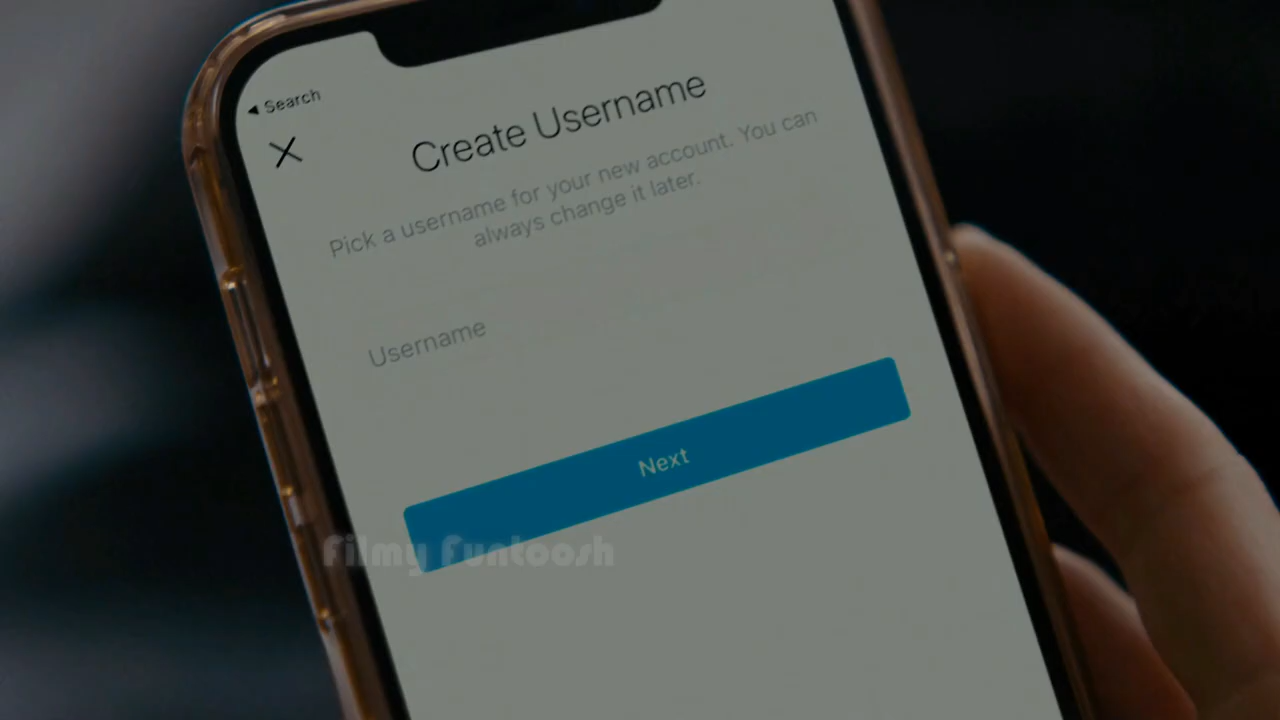 ◀ Search
Create Username
Pick a username for your new account. You can
always change it later.
Username
Next
Filmy Funtoosh